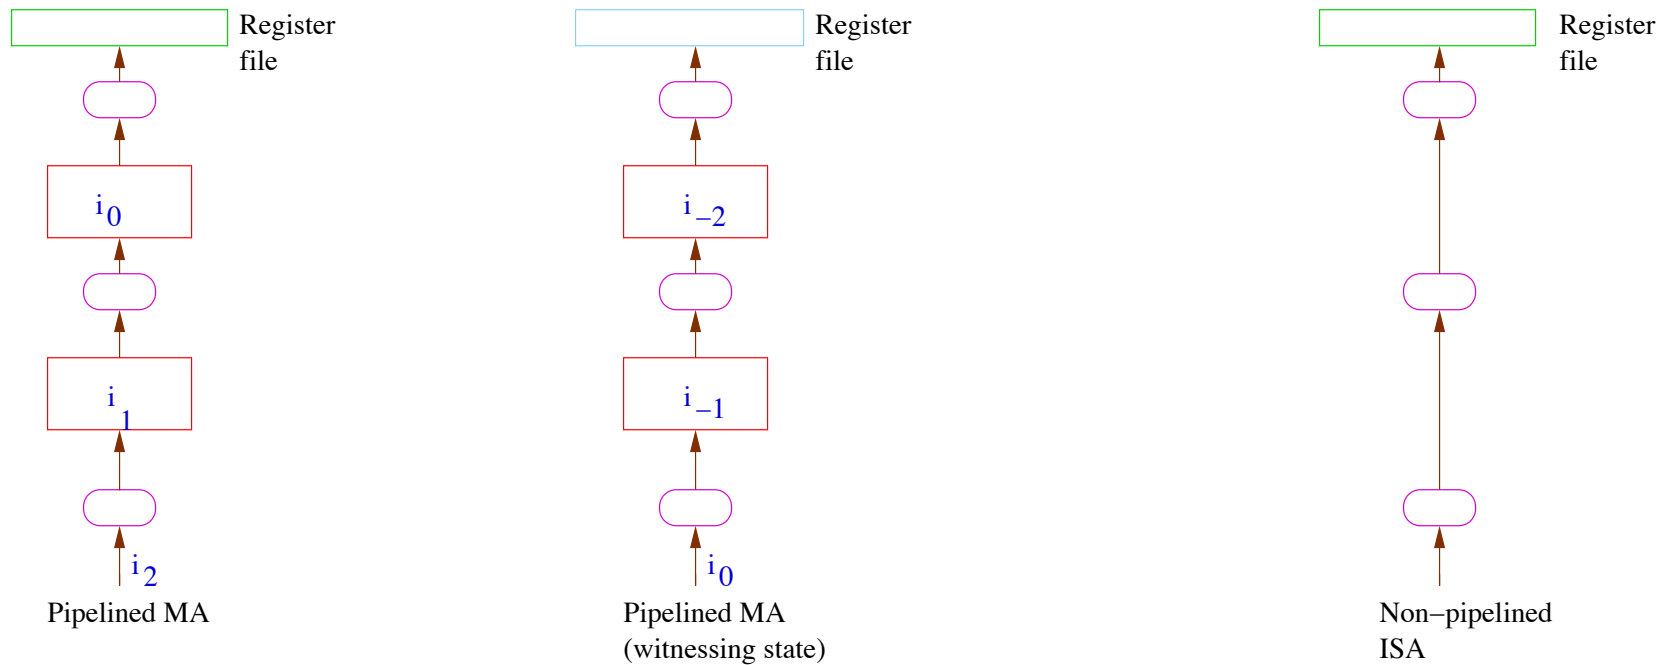 Register
file
i0
i1
i2
Pipelined MA
Register
file
i−2
i−1
i0
Pipelined MA
(witnessing state)
Register
file
Non−pipelined
ISA